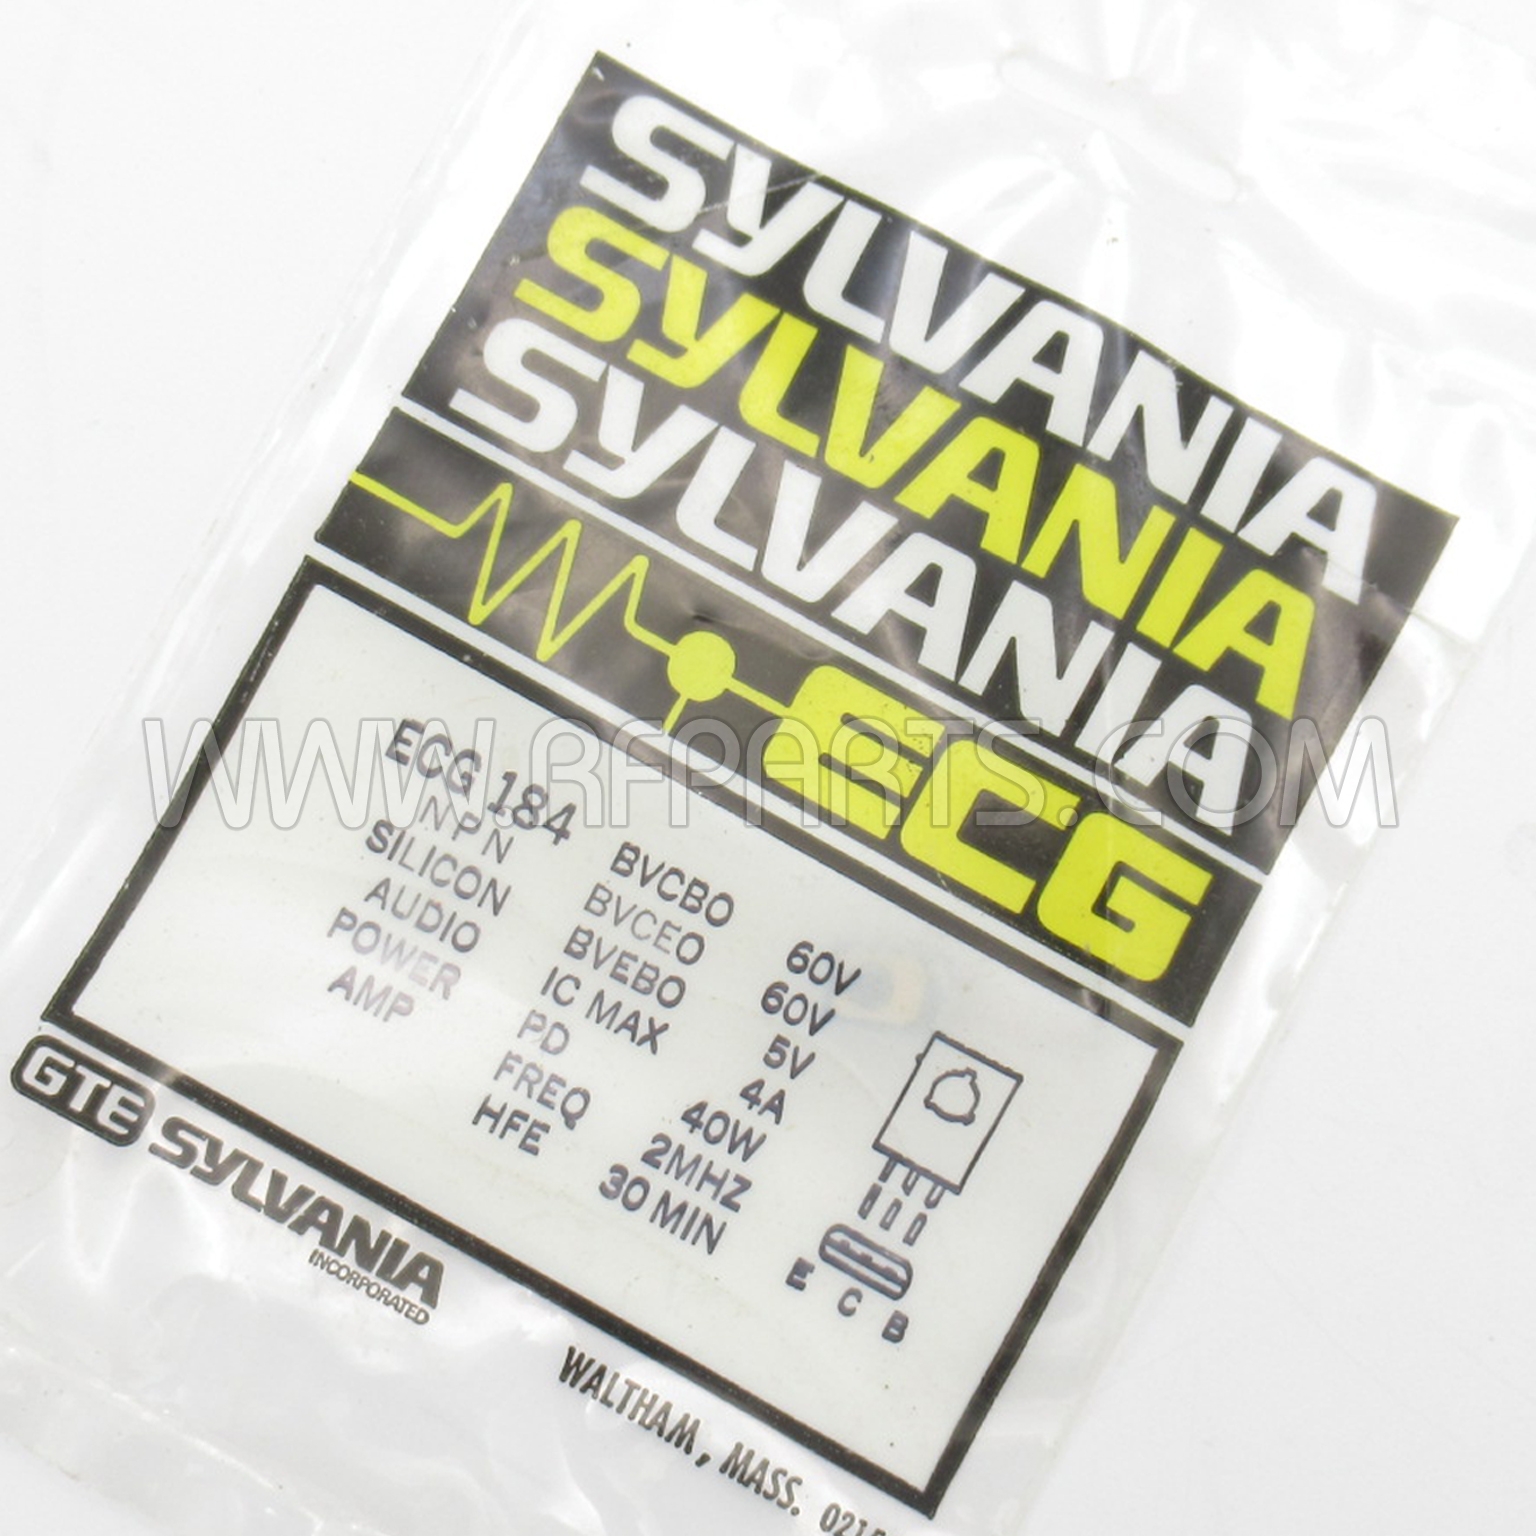 SYLVANIA
SYLVANIA
SYLVANIA
ECG
WWW.RFPARTS.COM
ECG 184
NPN
SILICON
AUDIO
POWER
AMP
BVCBO 60V
BVCEO 60V
BVEBO 5V
IC MAX 4A
PD 40W
FREQ 2MHZ
HFE 30 MIN
E C B
GTE SYLVANIA
INCORPORATED
WALTHAM, MASS.